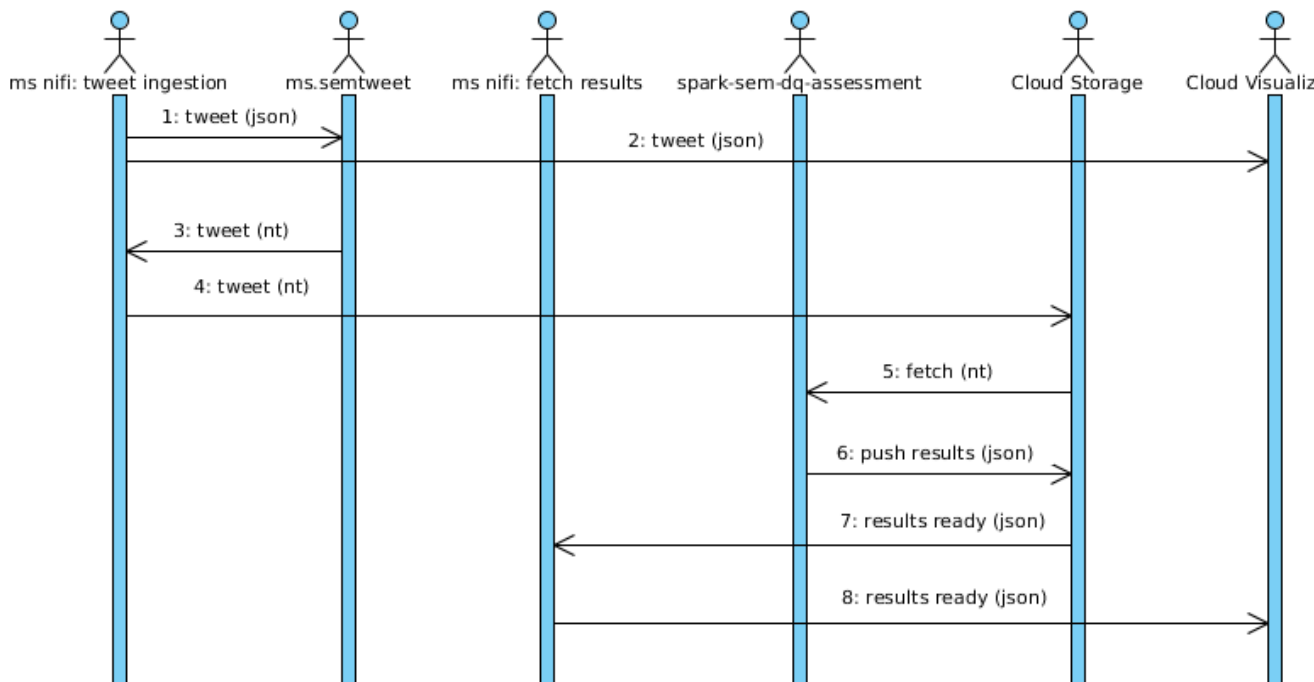 ms nifi: tweet ingestion
ms.semtweet
ms nifi: fetch results
spark-sem-dq-assessment
Cloud Storage
Cloud Visualiz
1: tweet (json)
2: tweet (json)
3: tweet (nt)
4: tweet (nt)
5: fetch (nt)
6: push results (json)
7: results ready (json)
8: results ready (json)